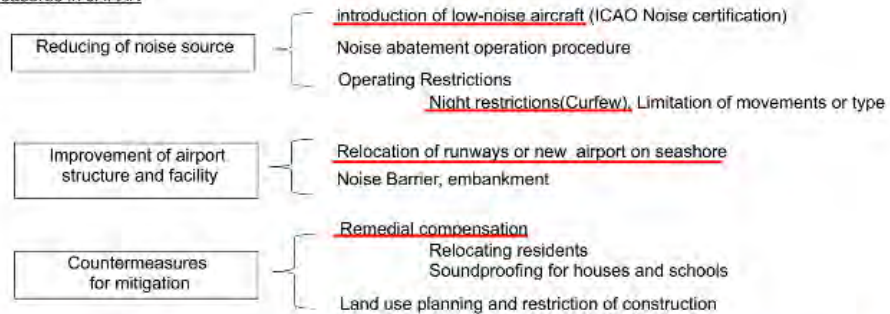 introduction of low-noise aircraft (ICAO Noise certification)
Reducing of noise source
Noise abatement operation procedure
Operating Restrictions
Night restrictions(Curfew), Limitation of movements or type
Improvement of airport
structure and facility
Relocation of runways or new airport on seashore
Noise Barrier, embankment
Remedial compensation
Relocating residents
Soundproofing for houses and schools
Countermeasures
for mitigation
Land use planning and restriction of construction